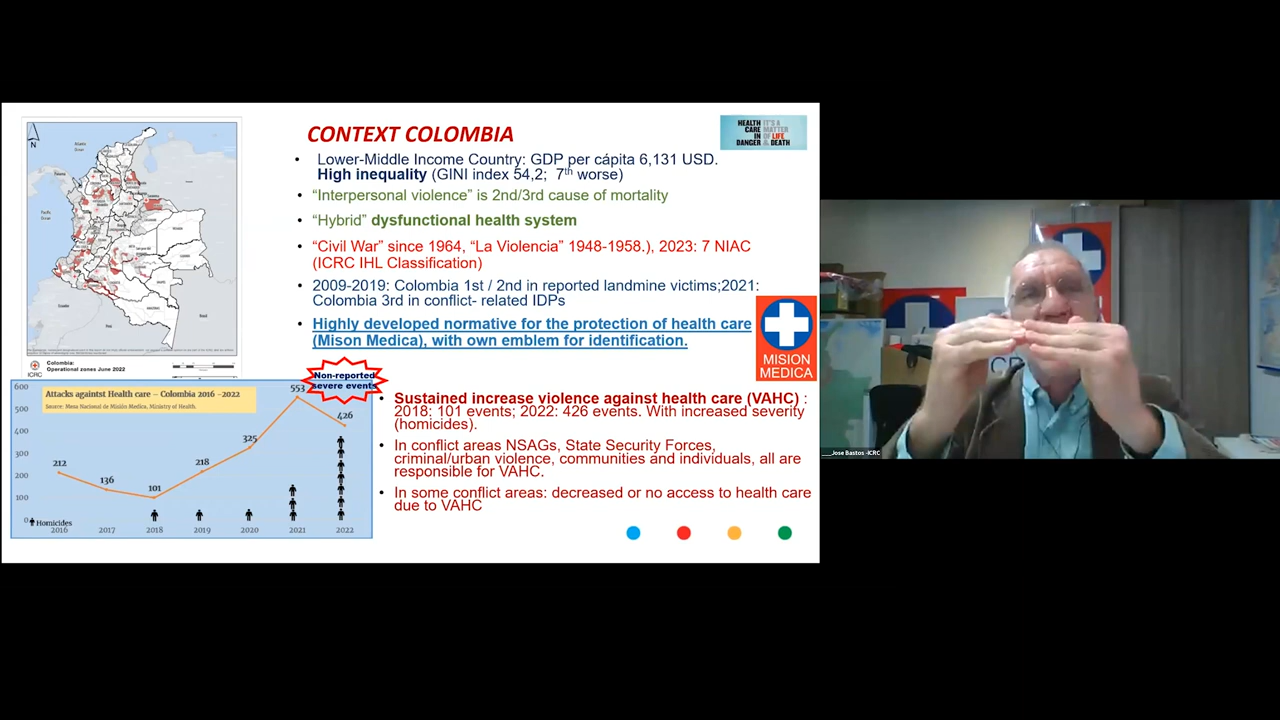 CONTEXT COLOMBIA
HEALTH CARE IN DANGER
IT'S A MATTER OF LIFE & DEATH
• Lower-Middle Income Country: GDP per cápita 6,131 USD.
High inequality (GINI index 54,2; 7th worse)
• “Interpersonal violence” is 2nd/3rd cause of mortality
• “Hybrid” dysfunctional health system
• “Civil War” since 1964, “La Violencia” 1948-1958.), 2023: 7 NIAC
(ICRC IHL Classification)
• 2009-2019: Colombia 1st / 2nd in reported landmine victims;2021:
Colombia 3rd in conflict- related IDPs
• Highly developed normative for the protection of health care
(Mison Medica), with own emblem for identification.
MISION
MEDICA
N
ICRC
Colombia:
Operational zones June 2022
Non-reported
severe events
Attacks againtst Health care – Colombia 2016 -2022
Source: Mesa Nacional de Misión Medica, Ministry of Health.
600
500
400
300
200
100
0
212
136
101
218
325
553
426
Homicides
2016 2017 2018 2019 2020 2021 2022
• Sustained increase violence against health care (VAHC) :
2018: 101 events; 2022: 426 events. With increased severity
(homicides).
• In conflict areas NSAGs, State Security Forces,
criminal/urban violence, communities and individuals, all are
responsible for VAHC.
• In some conflict areas: decreased or no access to health care
due to VAHC
___Jose Bastos -ICRC